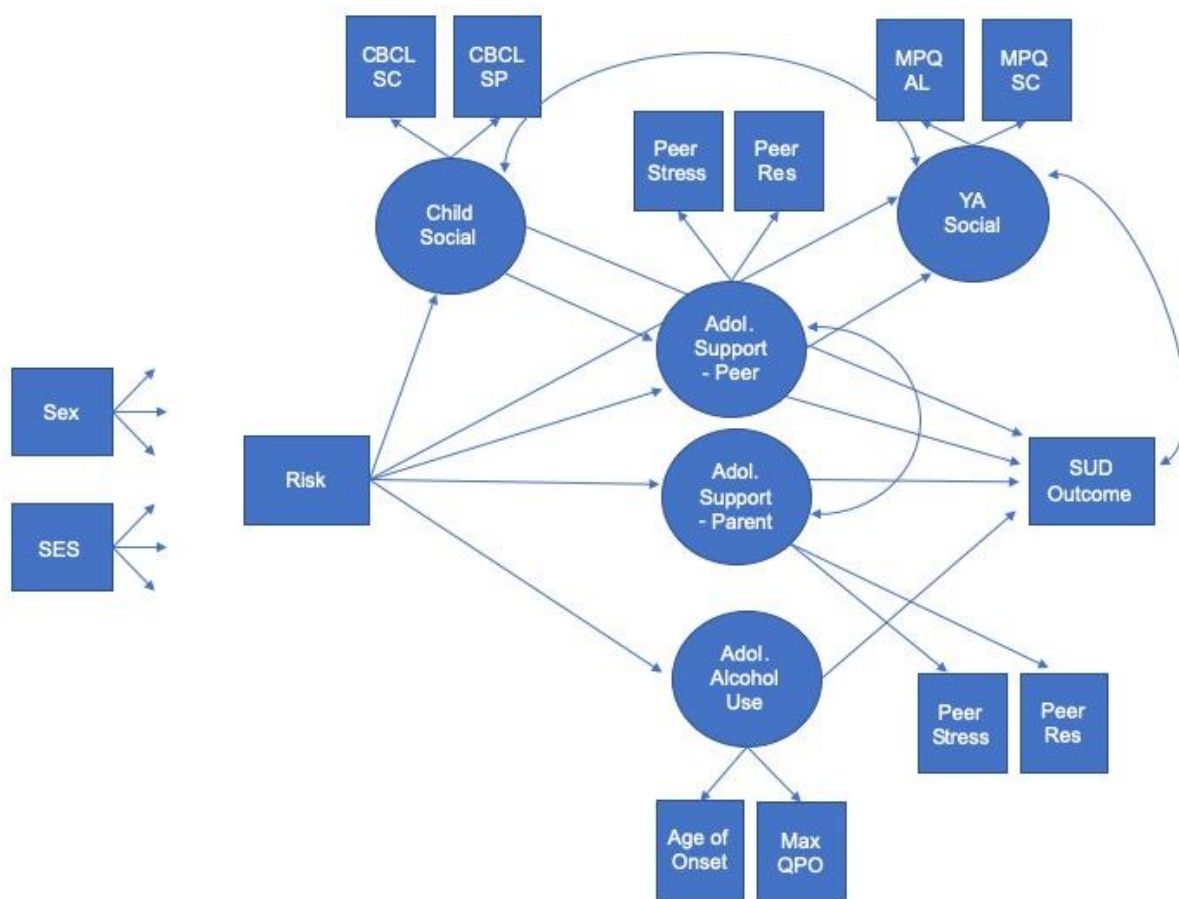 CBCL
SC
CBCL
SP
MPQ
AL
MPQ
SC
Peer
Stress
Peer
Res
Child
Social
YA
Social
Adol.
Support
- Peer
Sex
Risk
Adol.
Support
- Parent
SUD
Outcome
SES
Adol.
Alcohol
Use
Peer
Stress
Peer
Res
Age of
Onset
Max
QPO